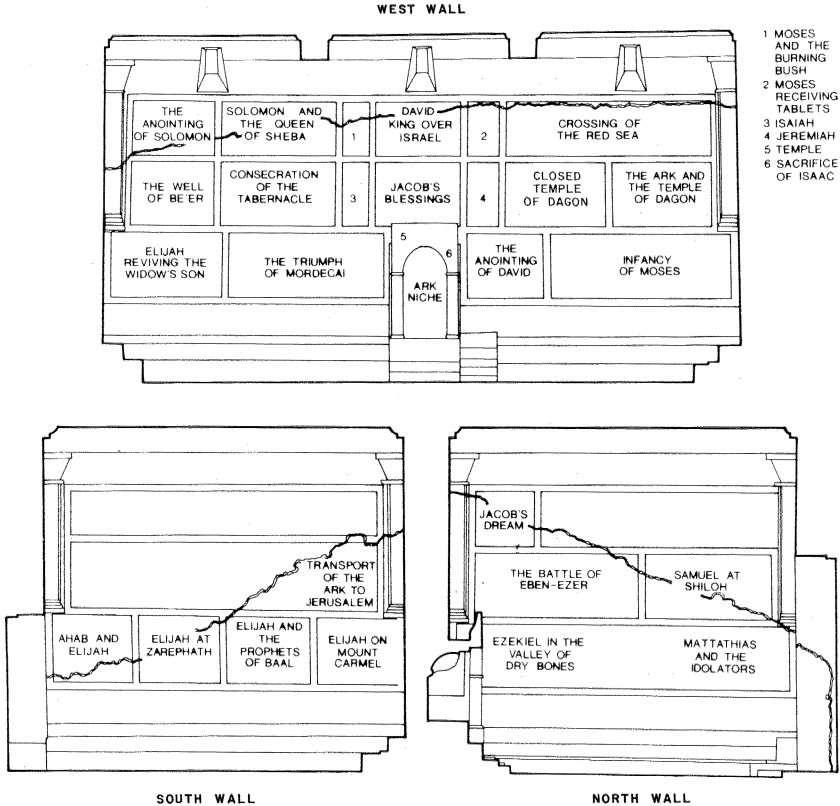 WEST WALL
1 MOSES
AND THE
BURNING
BUSH
2 MOSES
RECEIVING
TABLETS
3 ISAIAH
4 JEREMIAH
5 TEMPLE
6 SACRIFICE
OF ISAAC
THE
ANOINTING
OF SOLOMON
SOLOMON AND
THE QUEEN
OF SHEBA
1
DAVID
KING OVER
ISRAEL
2
CROSSING OF
THE RED SEA
THE WELL
OF BE'ER
CONSECRATION
OF THE
TABERNACLE
3
JACOB'S
BLESSINGS
4
CLOSED
TEMPLE
OF DAGON
THE ARK AND
THE TEMPLE
OF DAGON
ELIJAH
REVIVING THE
WIDOW'S SON
THE TRIUMPH
OF MORDECAI
5
6
ARK
NICHE
THE
ANOINTING
OF DAVID
INFANCY
OF MOSES
TRANSPORT
OF THE
ARK TO
JERUSALEM
AHAB AND
ELIJAH
ELIJAH AT
ZAREPHATH
ELIJAH AND
THE
PROPHETS
OF BAAL
ELIJAH ON
MOUNT
CARMEL
SOUTH WALL
JACOB'S
DREAM
THE BATTLE OF
EBEN-EZER
SAMUEL AT
SHILOH
EZEKIEL IN THE
VALLEY OF
DRY BONES
MATTATHIAS
AND THE
IDOLATORS
NORTH WALL